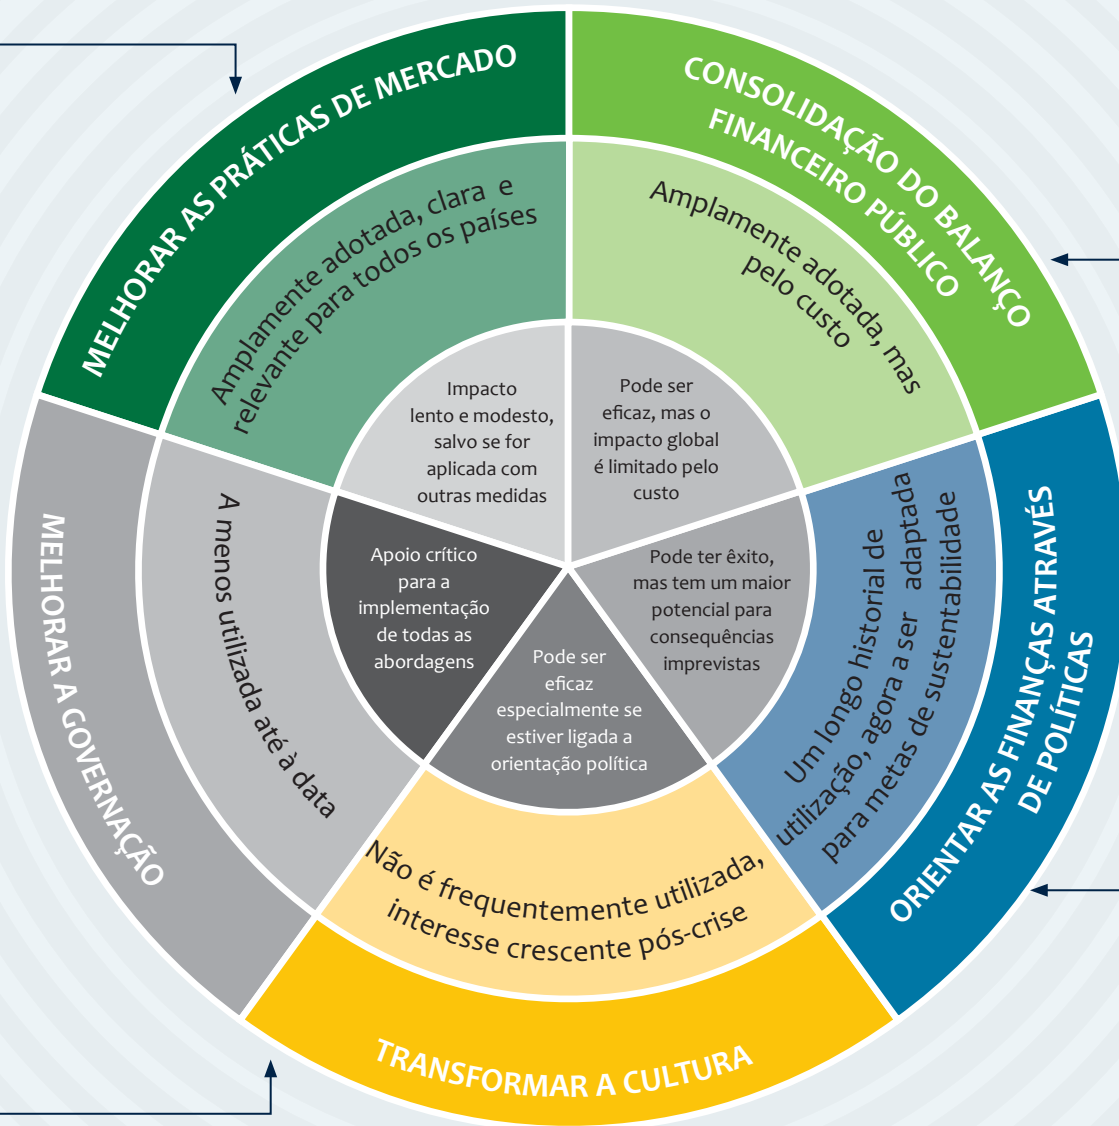 MELHORAR AS PRÁTICAS DE MERCADO
Amplamente adotada, clara e
relevante para todos os países
Impacto
lento e modesto,
salvo se for
aplicada com
outras medidas
CONSOLIDAÇÃO DO BALANÇO
FINANCEIRO PÚBLICO
Amplamente adotada, mas
pelo custo
Pode ser
eficaz, mas o
impacto global
é limitado pelo
custo
ORIENTAR AS FINANÇAS ATRAVÉS
DE POLÍTICAS
Um longo historial de
utilização, agora a ser adaptada
para metas de sustentabilidade
Pode ter êxito,
mas tem um maior
potencial para
consequências
imprevistas
TRANSFORMAR A CULTURA
Não é frequentemente utilizada,
interesse crescente pós-crise
Pode ser
eficaz
especialmente se
estiver ligada a
orientação política
MELHORAR A GOVERNAÇÃO
A menos utilizada até à data
Apoio crítico
para a
implementação
de todas as
abordagens